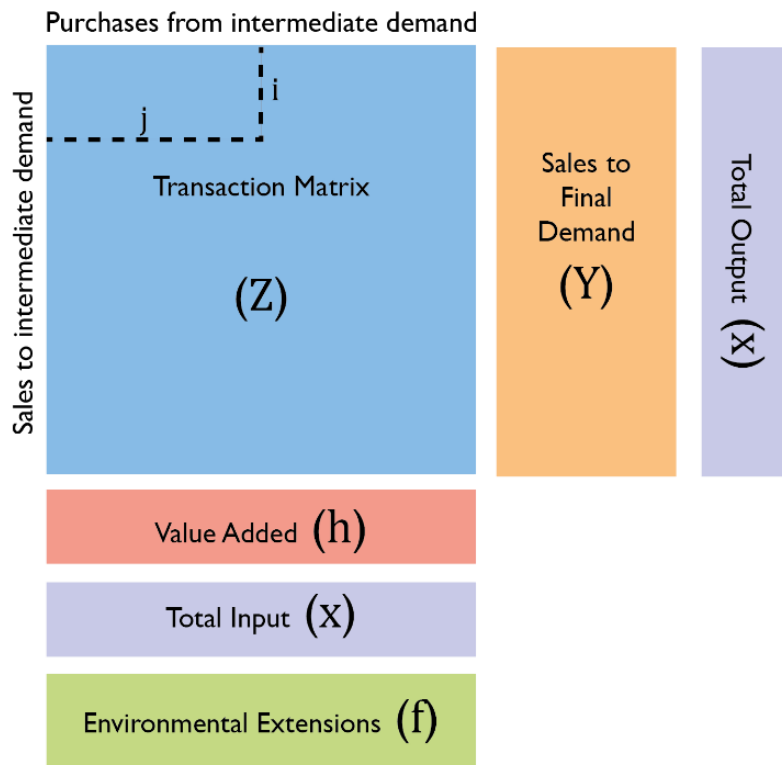 Purchases from intermediate demand
Sales to intermediate demand
i
j
Transaction Matrix
(Z)
Sales to
Final
Demand
(Y)
Total Output (x)
Value Added (h)
Total Input (x)
Environmental Extensions (f)